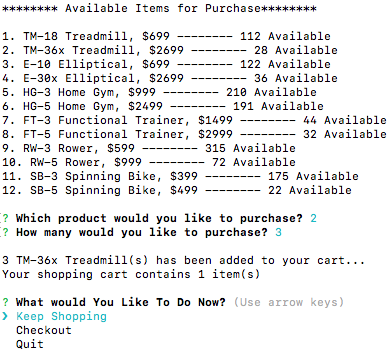 ******** Available Items for Purchase********
1. TM-18 Treadmill, $699 -------- 112 Available
2. TM-36x Treadmill, $2699 -------- 28 Available
3. E-10 Elliptical, $699 -------- 122 Available
4. E-30x Elliptical, $2699 -------- 36 Available
5. HG-3 Home Gym, $999 -------- 210 Available
6. HG-5 Home Gym, $2499 -------- 191 Available
7. FT-3 Functional Trainer, $1499 -------- 44 Available
8. FT-5 Functional Trainer, $2999 -------- 32 Available
9. RW-3 Rower, $599 -------- 315 Available
10. RW-5 Rower, $999 -------- 72 Available
11. SB-3 Spinning Bike, $399 -------- 175 Available
12. SB-5 Spinning Bike, $499 -------- 22 Available
? Which product would you like to purchase? 2
? How many would you like to purchase? 3
3 TM-36x Treadmill(s) has been added to your cart...
Your shopping cart contains 1 item(s)
? What would You Like To Do Now? (Use arrow keys)
❯ Keep Shopping
Checkout
Quit